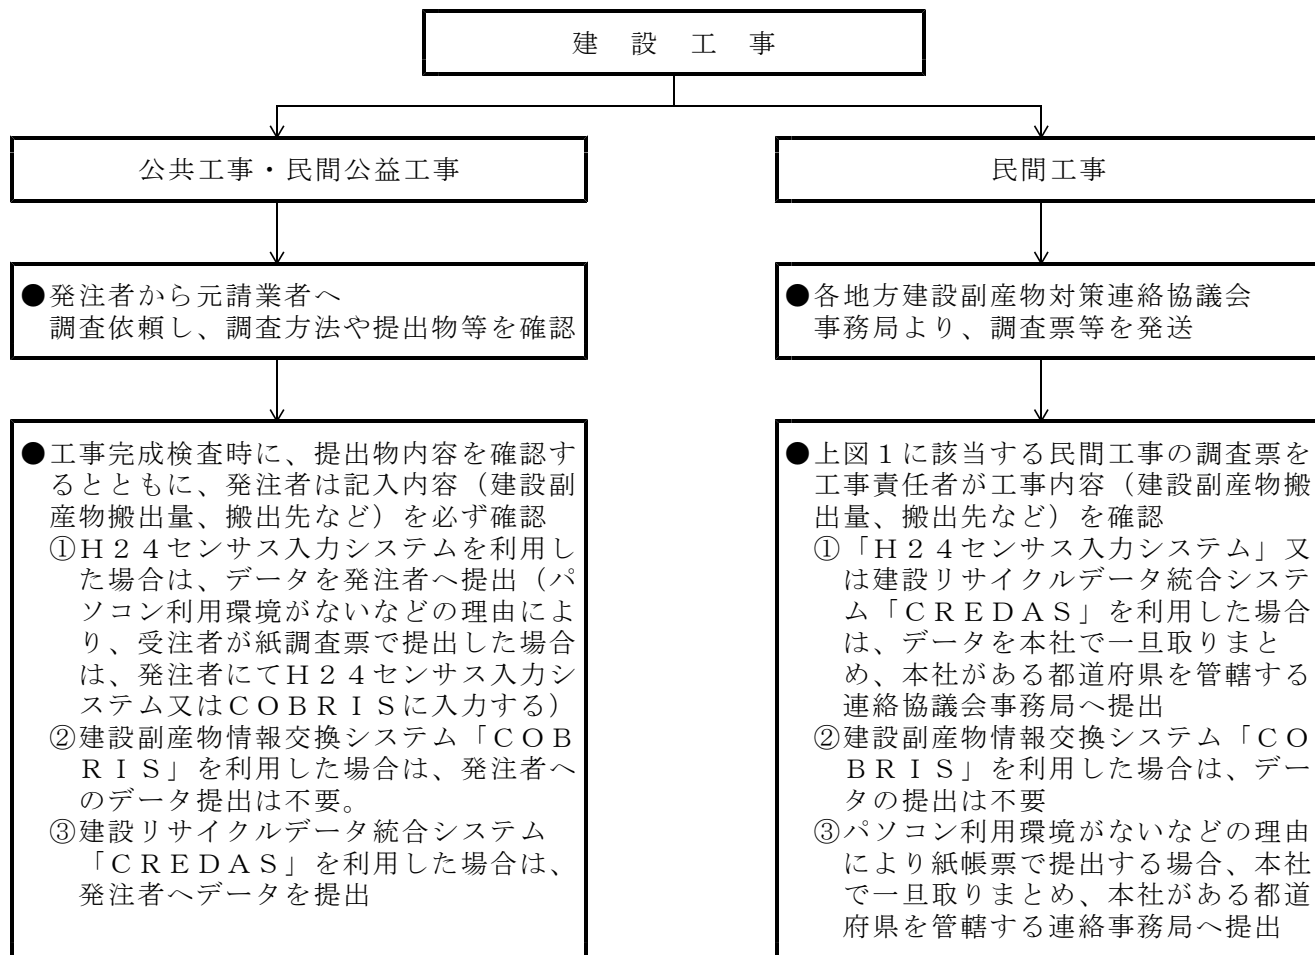 建　設　工　事
公共工事・民間公益工事
民間工事
●発注者から元請業者へ
調査依頼し、調査方法や提出物等を確認
●各地方建設副産物対策連絡協議会
事務局より、調査票等を発送
●工事完成検査時に、提出物内容を確認す
るとともに、発注者は記入内容（建設副
産物搬出量、搬出先など）を必ず確認
①Ｈ２４センサス入力システムを利用し
た場合は、データを発注者へ提出（パ
ソコン利用環境がないなどの理由によ
り、受注者が紙調査票で提出した場合
は、発注者にてＨ２４センサス入力シ
ステム又はＣＯＢＲＩＳに入力する）
②建設副産物情報交換システム「ＣＯＢ
ＲＩＳ」を利用した場合は、発注者へ
のデータ提出は不要。
③建設リサイクルデータ統合システム
「ＣＲＥＤＡＳ」を利用した場合は、
発注者へデータを提出
●上図１に該当する民間工事の調査票を
工事責任者が工事内容（建設副産物搬
出量、搬出先など）を確認
①「Ｈ２４センサス入力システム」又
は建設リサイクルデータ統合システ
ム「ＣＲＥＤＡＳ」を利用した場合
は、データを本社で一旦取りまと
め、本社がある都道府県を管轄する
連絡協議会事務局へ提出
②建設副産物情報交換システム「ＣＯ
ＢＲＩＳ」を利用した場合は、デー
タの提出は不要
③パソコン利用環境がないなどの理由
により紙帳票で提出する場合、本社
で一旦取りまとめ、本社がある都道
府県を管轄する連絡事務局へ提出